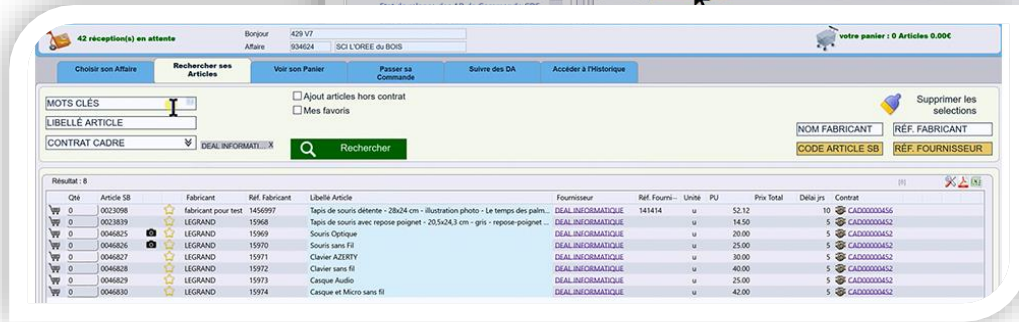 42 réception(s) en attente
Bonjour 429 V7
Affaire 934624 SCI L'OREE du BOIS
votre panier : 0 Articles 0.00€
Choisir son Affaire
Rechercher ses Articles
Voir son Panier
Passer sa Commande
Suivre des DA
Accéder à l'Historique
MOTS CLÉS
Ajout articles hors contrat
Mes favoris
Supprimer les selections
LIBELLÉ ARTICLE
NOM FABRICANT RÉF. FABRICANT
CONTRAT CADRE DEAL INFORMATI... X Rechercher
CODE ARTICLE SB RÉF. FOURNISSEUR
Résultat : 8
Qté Article SB Fabricant Réf. Fabricant Libellé Article Fournisseur Réf. Fourni... Unité PU Prix Total Délai jrs Contrat
0 0023098 fabricant pour test 1456997 Tapis de souris détente - 28x24 cm - illustration photo - Le temps des palm... DEAL INFORMATIQUE 141414 u 52.12 10 CAD00000456
0 0023839 LEGRAND 15968 Tapis de souris avec repose poignet - 20,5x24,3 cm - gris - repose-poignet ... DEAL INFORMATIQUE u 14.50 5 CAD00000452
0 0046825 LEGRAND 15969 Souris Optique DEAL INFORMATIQUE u 20.00 5 CAD00000452
0 0046826 LEGRAND 15970 Souris sans Fil DEAL INFORMATIQUE u 25.00 5 CAD00000452
0 0046827 LEGRAND 15971 Clavier AZERTY DEAL INFORMATIQUE u 30.00 5 CAD00000452
0 0046828 LEGRAND 15972 Clavier sans fil DEAL INFORMATIQUE u 40.00 5 CAD00000452
0 0046829 LEGRAND 15973 Casque Audio DEAL INFORMATIQUE u 25.00 5 CAD00000452
0 0046830 LEGRAND 15974 Casque et Micro sans fil DEAL INFORMATIQUE u 42.00 5 CAD00000452